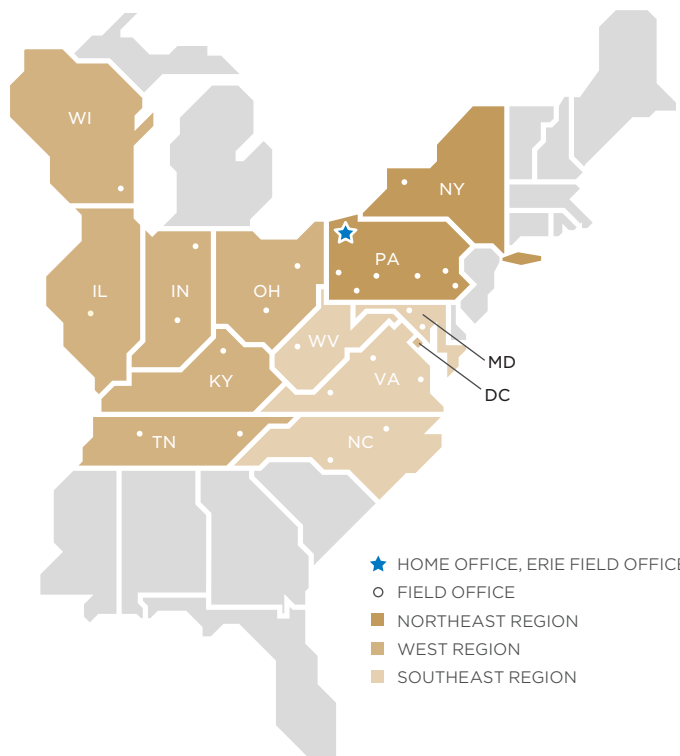 WI
NY
PA
IL
IN
OH
WV
MD
KY
VA
DC
TN
NC
HOME OFFICE, ERIE FIELD OFFICE
FIELD OFFICE
NORTHEAST REGION
WEST REGION
SOUTHEAST REGION